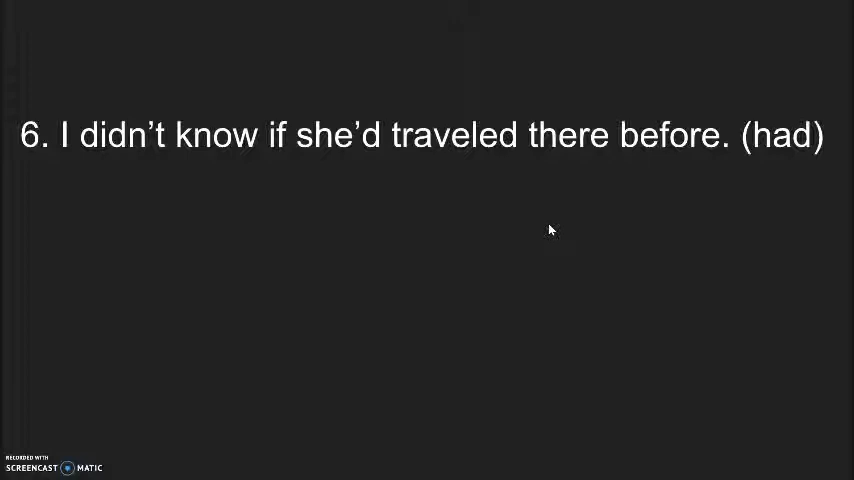 6. I didn’t know if she’d traveled there before. (had)
RECORDED WITH
SCREENCAST MATIC